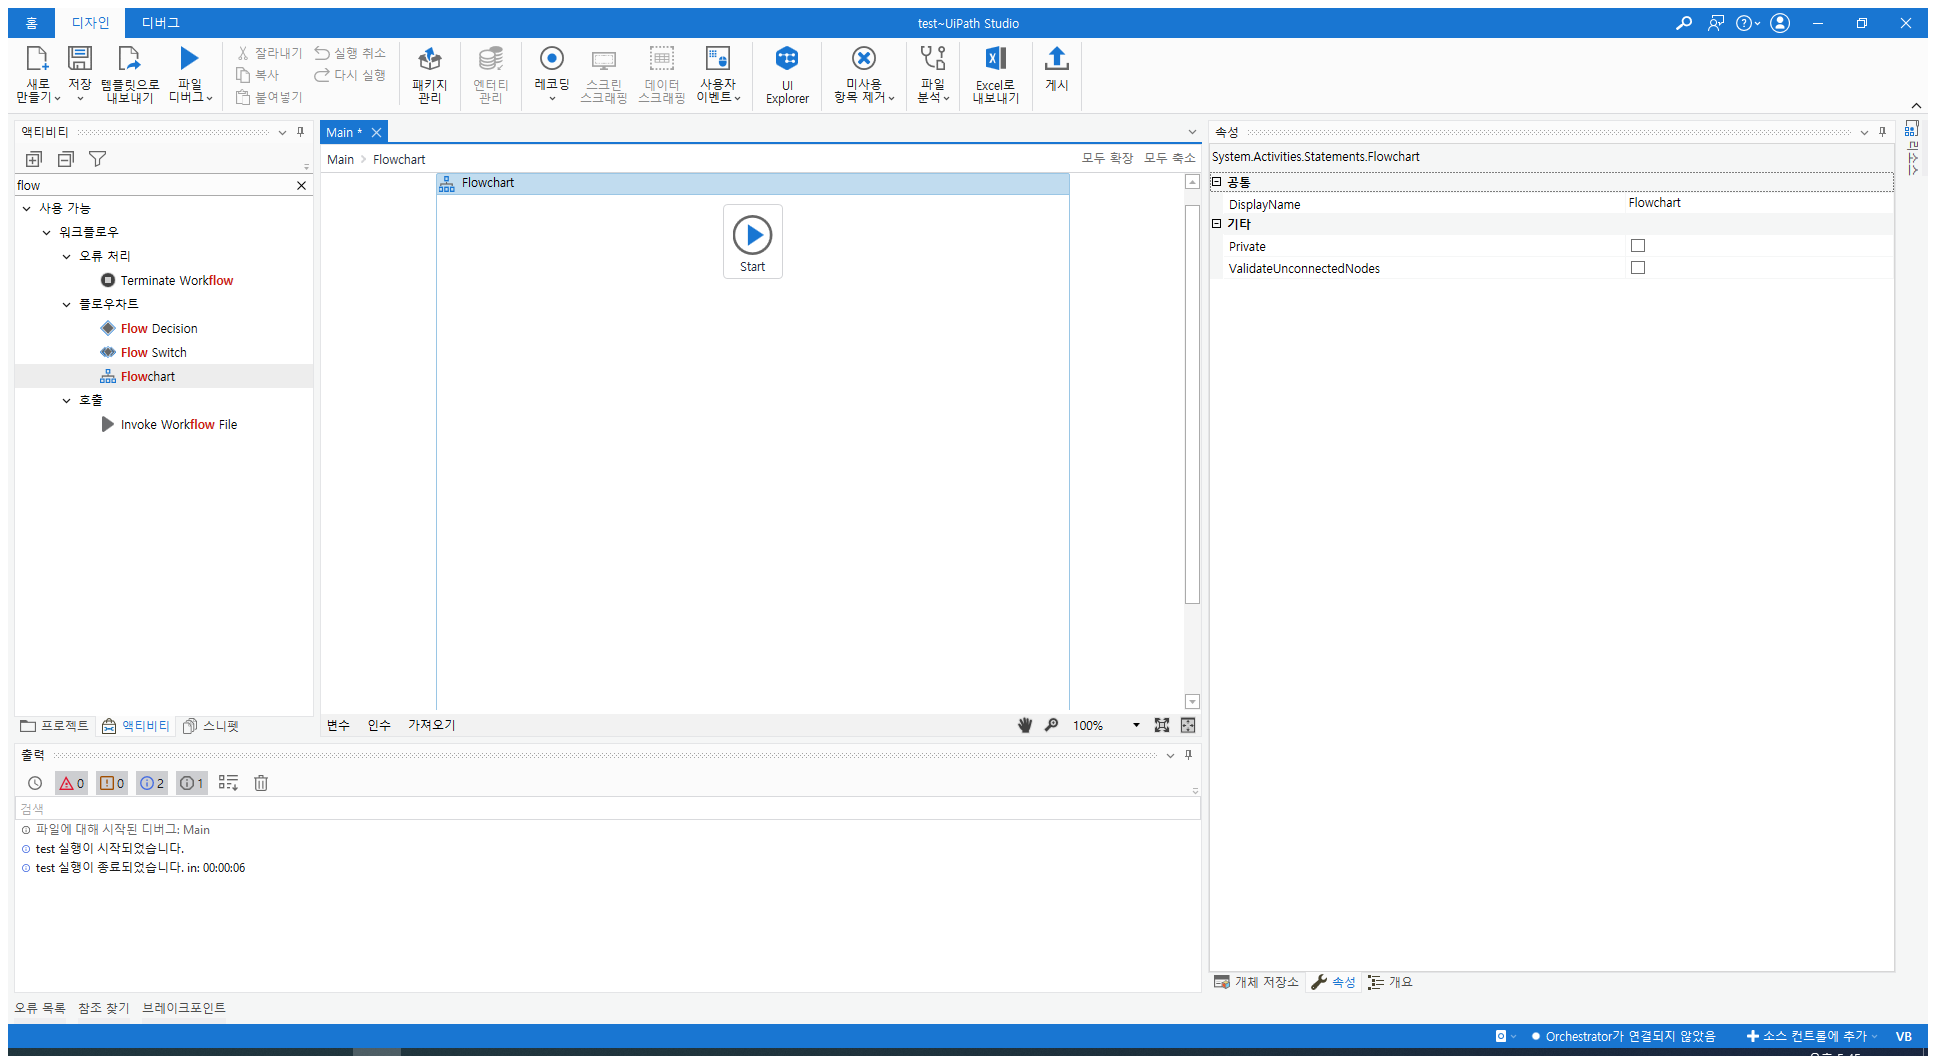 홈 디자인 디버그 test~UiPath Studio
새로 만들기
저장
템플릿으로 내보내기
파일 디버그
잘라내기
복사
붙여넣기
실행 취소
다시 실행
패키지 관리
엔터티 관리
레코딩
스크린 스크래핑
데이터 스크래핑
사용자 이벤트
UI Explorer
미사용 항목 제거
파일 분석
Excel로 내보내기
게시
액티비티
flow
사용 가능
워크플로우
오류 처리
Terminate Workflow
플로우차트
Flow Decision
Flow Switch
Flowchart
호출
Invoke Workflow File
프로젝트 액티비티 스니펫
Main *
Main > Flowchart 모두 확장 모두 축소
Flowchart
Start
변수 인수 가져오기 100%
출력
0 0 2 1
검색
파일에 대해 시작된 디버그: Main
test 실행이 시작되었습니다.
test 실행이 종료되었습니다. in: 00:00:06
오류 목록 참조 찾기 브레이크포인트
속성
System.Activities.Statements.Flowchart
공통
DisplayName Flowchart
기타
Private
ValidateUnconnectedNodes
개체 저장소 속성 개요
리소스
Orchestrator가 연결되지 않았음 소스 컨트롤에 추가 VB